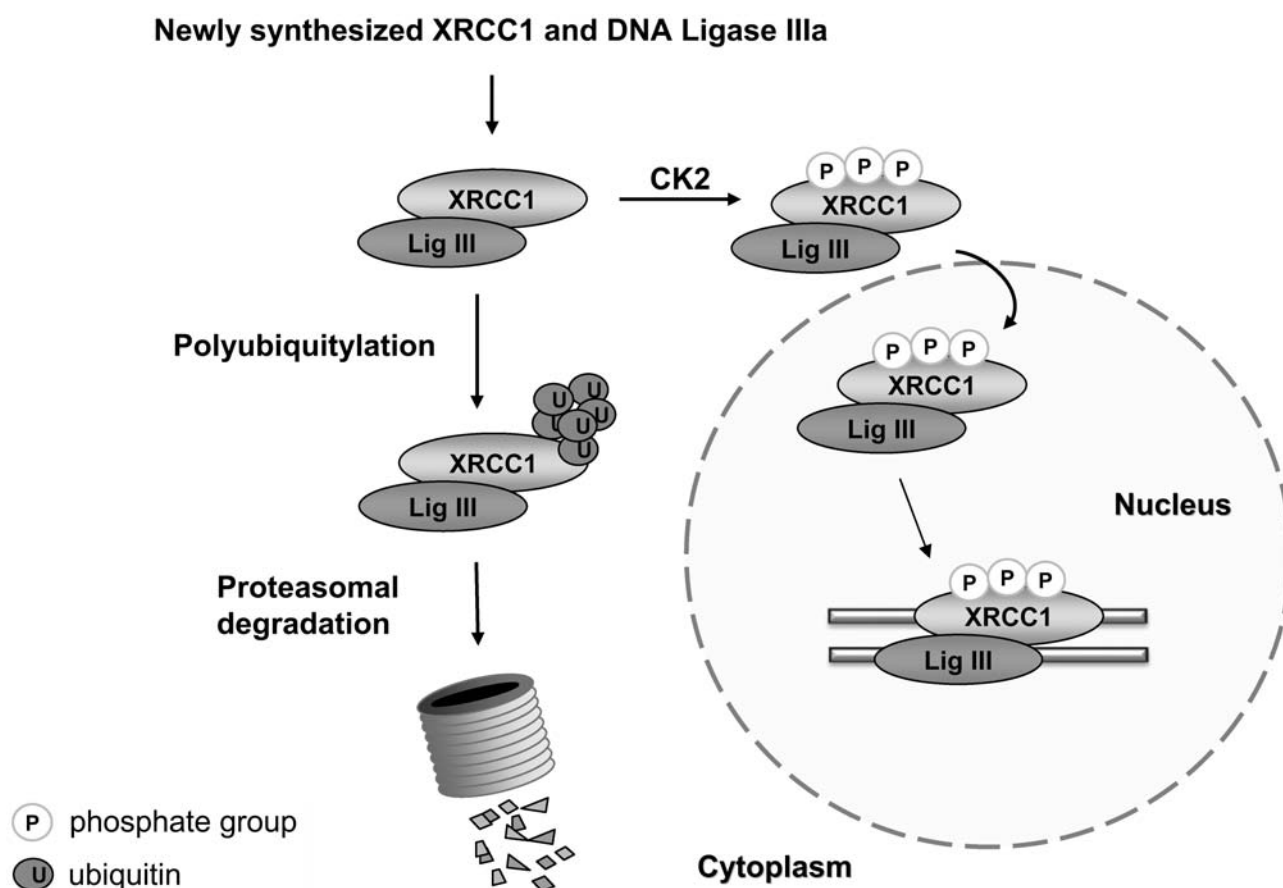 Newly synthesized XRCC1 and DNA Ligase IIIa
XRCC1
Lig III
CK2
P P P
XRCC1
Lig III
Polyubiquitylation
U
U
U
U
U
U
XRCC1
Lig III
P P P
XRCC1
Lig III
Nucleus
Proteasomal
degradation
P P P
XRCC1
Lig III
P phosphate group
U ubiquitin
Cytoplasm